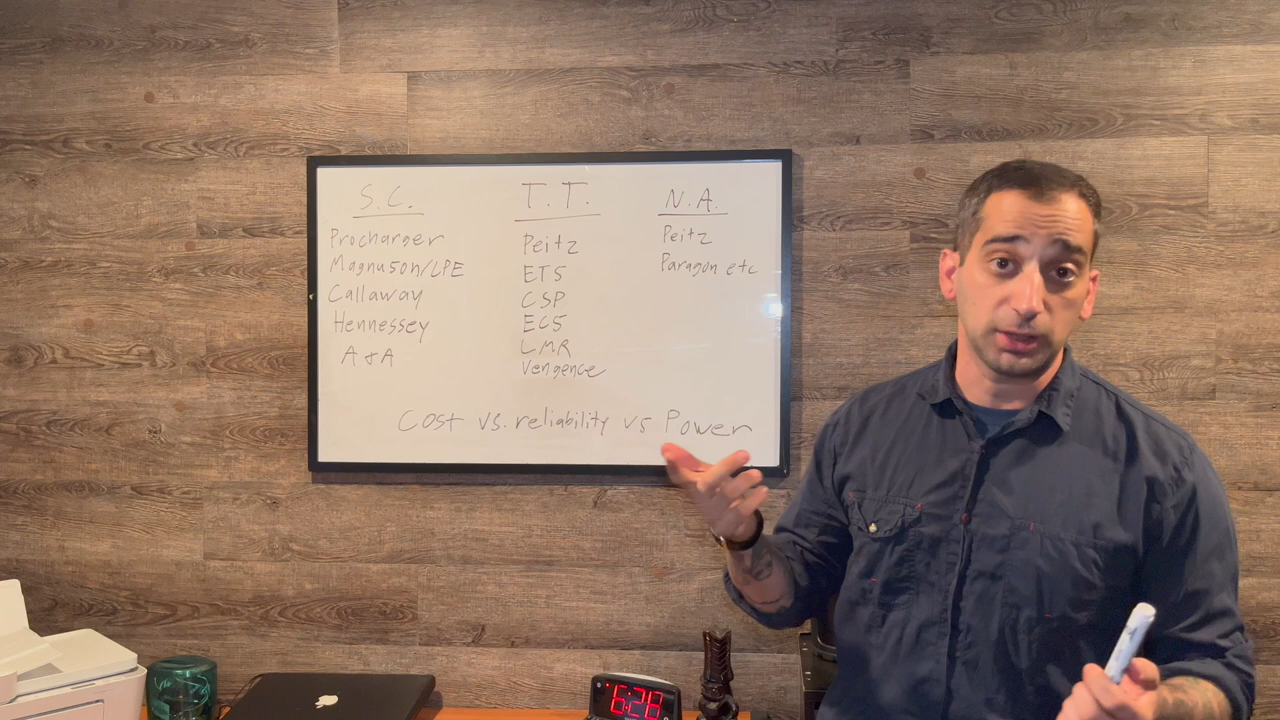 S.C.
Procharger
Magnuson/LPE
Callaway
Hennessey
A & A
T.T.
Peitz
ETS
CSP
ECS
LMR
Vengence
N.A.
Peitz
Paragon etc
Cost vs. reliability vs Power
6:28